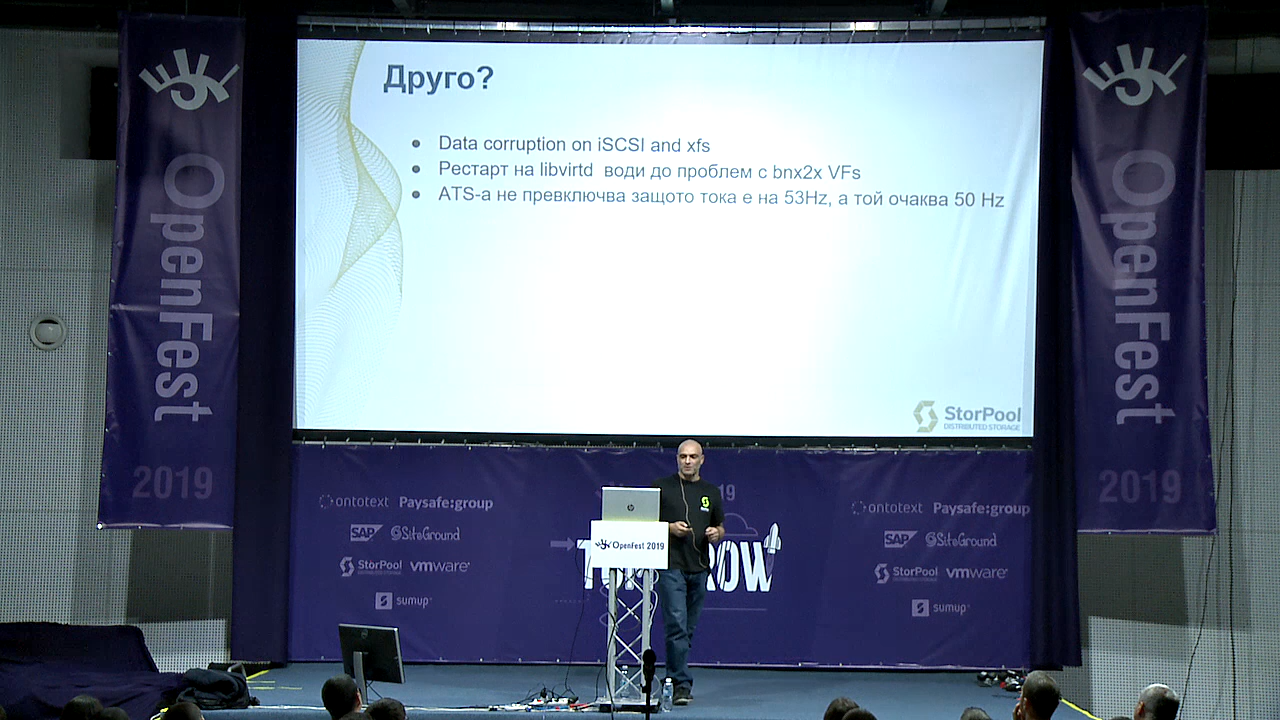 Друго?
Data corruption on iSCSI and xfs
Рестарт на libvirtd води до проблем с bnx2x VFs
ATS-а не превключва защото тока е на 53Hz, а той очаква 50 Hz
StorPool
DISTRIBUTED STORAGE
OpenFest
2019
OpenFest
2019
ontotext Paysafe:group
SAP SiteGround
StorPool vmware
sumup
OpenFest 2019
ontotext Paysafe:group
SAP SiteGround
StorPool vmware
sumup